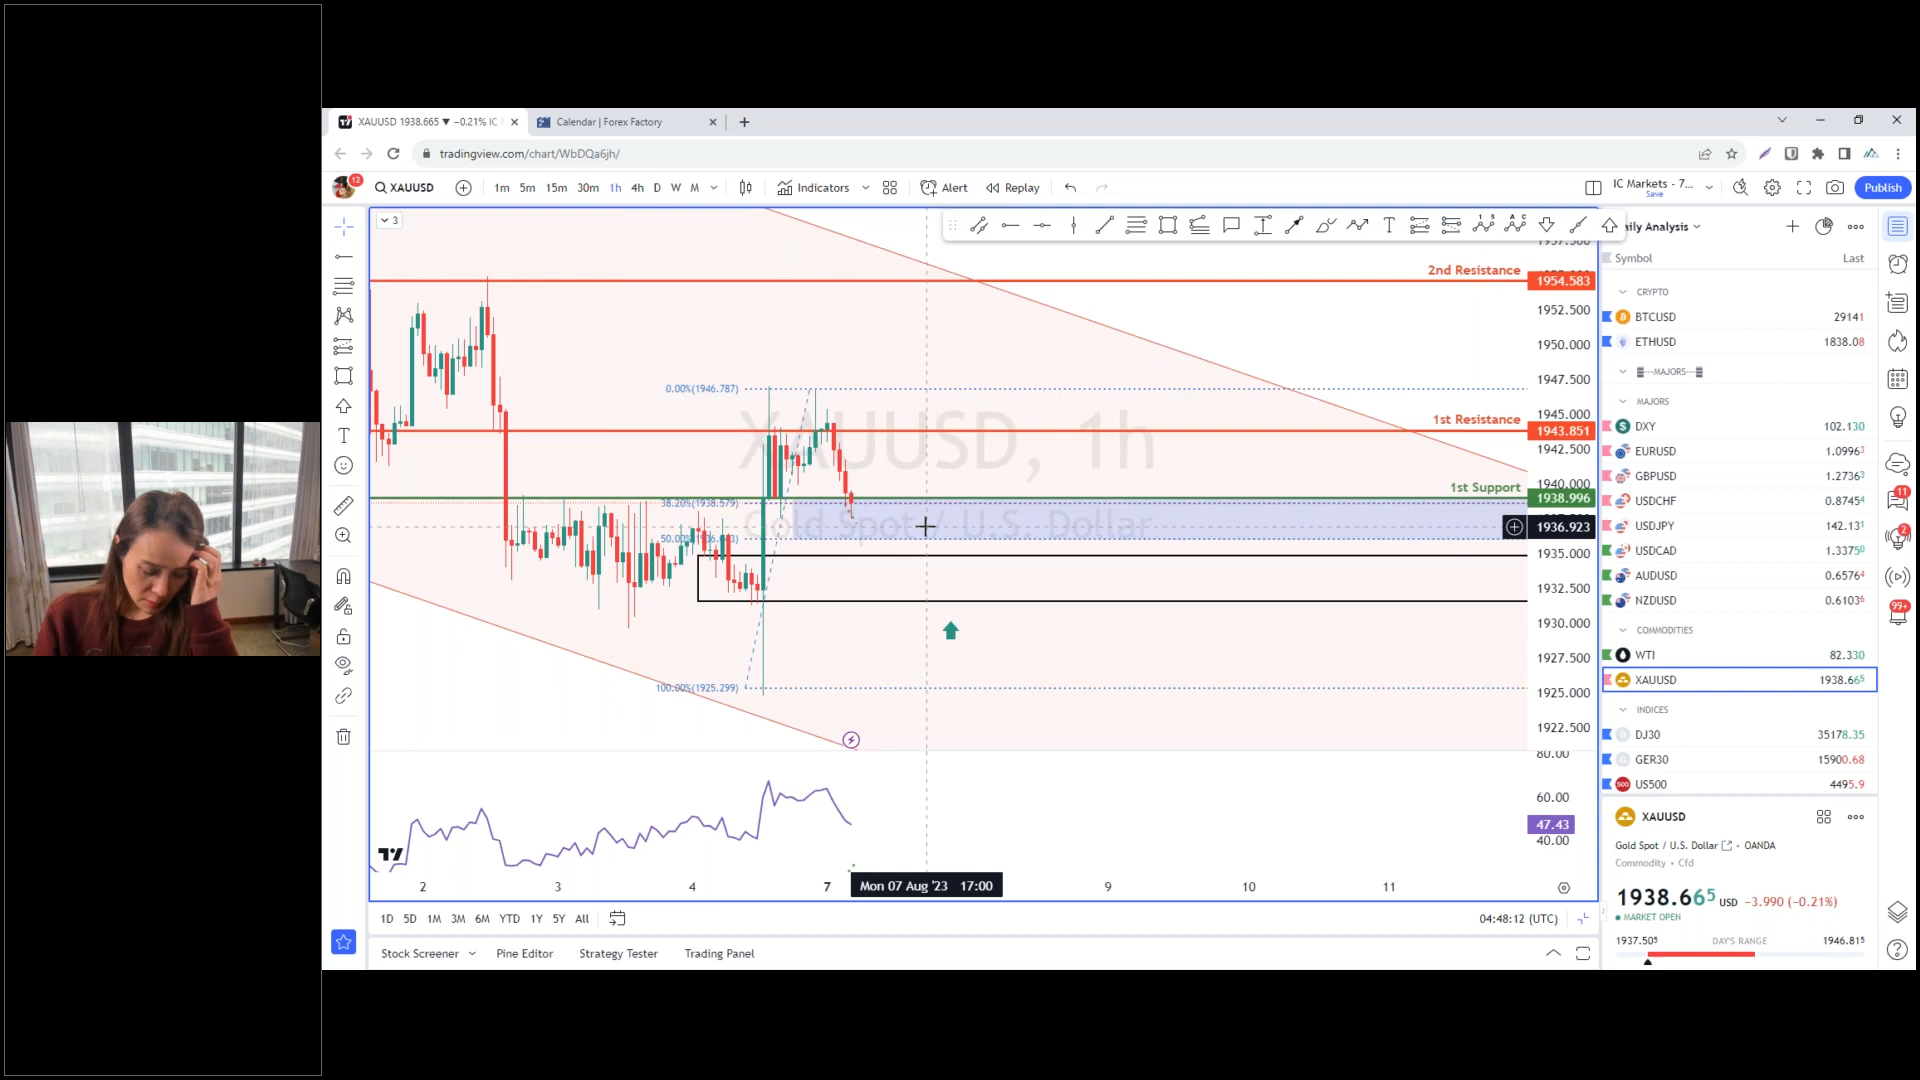 XAUUSD 1938.665 ▼ −0.21% IC
Calendar | Forex Factory
tradingview.com/chart/WbDQa6jh/
12
XAUUSD
1m 5m 15m 30m 1h 4h D W M
Indicators
Alert
Replay
IC Markets - 7...
Save
Publish
3
ily Analysis
Symbol Last
CRYPTO
BTCUSD 29141
ETHUSD 1838.08
---MAJORS---
MAJORS
DXY 102.130
EURUSD 1.09963
GBPUSD 1.27363
USDCHF 0.87454
USDJPY 142.131
USDCAD 1.33750
AUDUSD 0.65764
NZDUSD 0.61036
COMMODITIES
WTI 82.330
XAUUSD 1938.665
INDICES
DJ30 35178.35
GER30 15900.68
US500 4495.9
XAUUSD
Gold Spot / U.S. Dollar • OANDA
Commodity • Cfd
1938.665 USD −3.990 (−0.21%)
MARKET OPEN
1937.505 DAY'S RANGE 1946.815
11
2
99+
2nd Resistance
1954.583
1952.500
1950.000
1947.500
0.00%(1946.787)
1945.000
1st Resistance
1943.851
1942.500
XAUUSD, 1h
1940.000
1st Support
1938.996
38.20%(1938.579)
Gold Spot / U.S. Dollar
1936.923
1935.000
1932.500
1930.000
1927.500
100.00%(1925.299)
1925.000
1922.500
80.00
60.00
47.43
40.00
2 3 4 7 Mon 07 Aug '23 17:00 9 10 11
1D 5D 1M 3M 6M YTD 1Y 5Y All
04:48:12 (UTC)
Stock Screener Pine Editor Strategy Tester Trading Panel